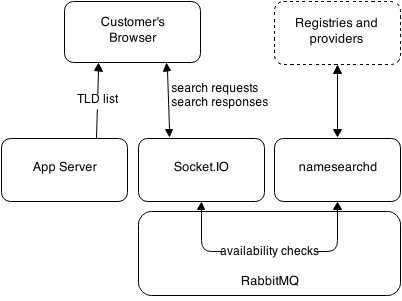 Customer's
Browser
Registries and
providers
TLD list
search requests
search responses
App Server
Socket.IO
namesearchd
availability checks
RabbitMQ